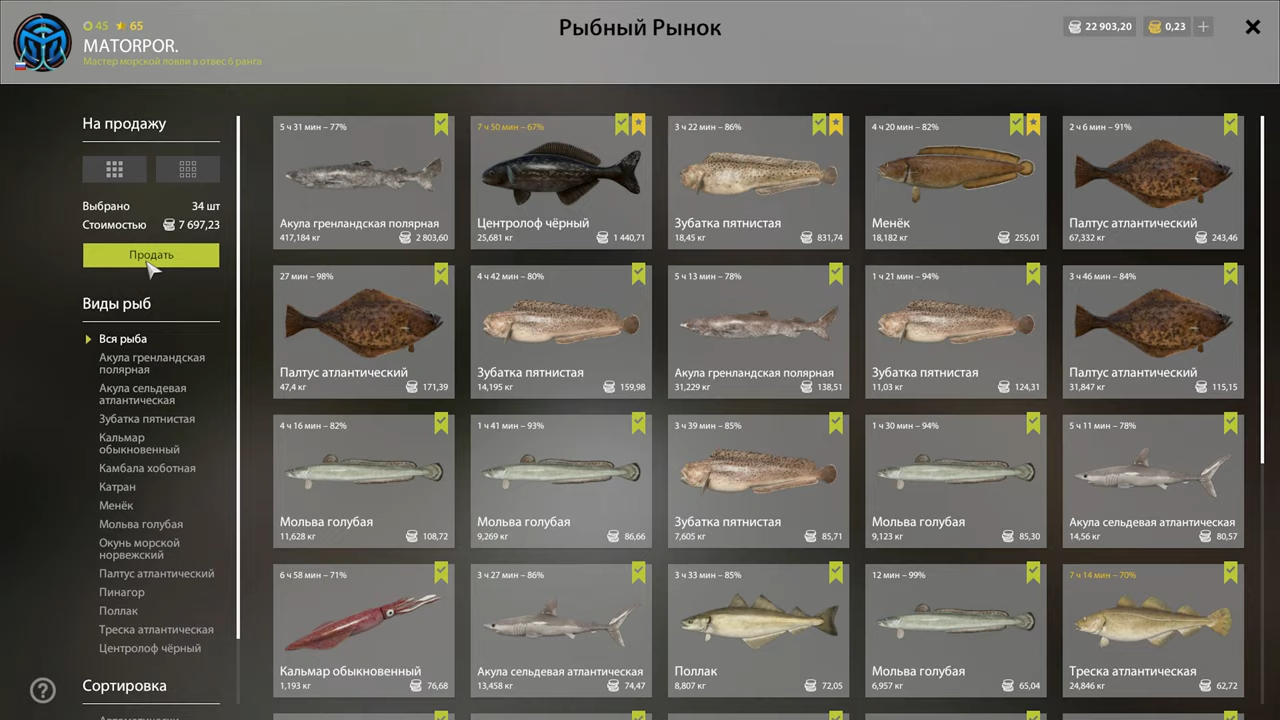 45 65
MATORPOR.
Мастер морской ловли в отвес 6 ранга
Рыбный Рынок
22 903,20
0,23
На продажу
Выбрано 34 шт
Стоимостью 7 697,23
Продать
Виды рыб
Вся рыба
Акула гренландская
полярная
Акула сельдевая
атлантическая
Зубатка пятнистая
Кальмар
обыкновенный
Камбала хоботная
Катран
Менёк
Мольва голубая
Окунь морской
норвежский
Палтус атлантический
Пинагор
Поллак
Треска атлантическая
Центролоф чёрный
Сортировка
Автоматически
5 ч 31 мин – 77%
Акула гренландская полярная
417,184 кг 2 803,60
7 ч 50 мин – 67%
Центролоф чёрный
25,681 кг 1 440,71
3 ч 22 мин – 86%
Зубатка пятнистая
18,45 кг 831,74
4 ч 20 мин – 82%
Менёк
18,182 кг 255,01
2 ч 6 мин – 91%
Палтус атлантический
67,332 кг 243,46
27 мин – 98%
Палтус атлантический
47,4 кг 171,39
4 ч 42 мин – 80%
Зубатка пятнистая
14,195 кг 159,98
5 ч 13 мин – 78%
Акула гренландская полярная
31,229 кг 138,51
1 ч 21 мин – 94%
Зубатка пятнистая
11,03 кг 124,31
3 ч 46 мин – 84%
Палтус атлантический
31,847 кг 115,15
4 ч 16 мин – 82%
Мольва голубая
11,628 кг 108,72
1 ч 41 мин – 93%
Мольва голубая
9,269 кг 86,66
3 ч 39 мин – 85%
Зубатка пятнистая
7,605 кг 85,71
1 ч 30 мин – 94%
Мольва голубая
9,123 кг 85,30
5 ч 11 мин – 78%
Акула сельдевая атлантическая
14,56 кг 80,57
6 ч 58 мин – 71%
Кальмар обыкновенный
1,193 кг 76,68
3 ч 27 мин – 86%
Акула сельдевая атлантическая
13,458 кг 74,47
3 ч 33 мин – 85%
Поллак
8,807 кг 72,05
12 мин – 99%
Мольва голубая
6,957 кг 65,04
7 ч 14 мин – 70%
Треска атлантическая
24,846 кг 62,72